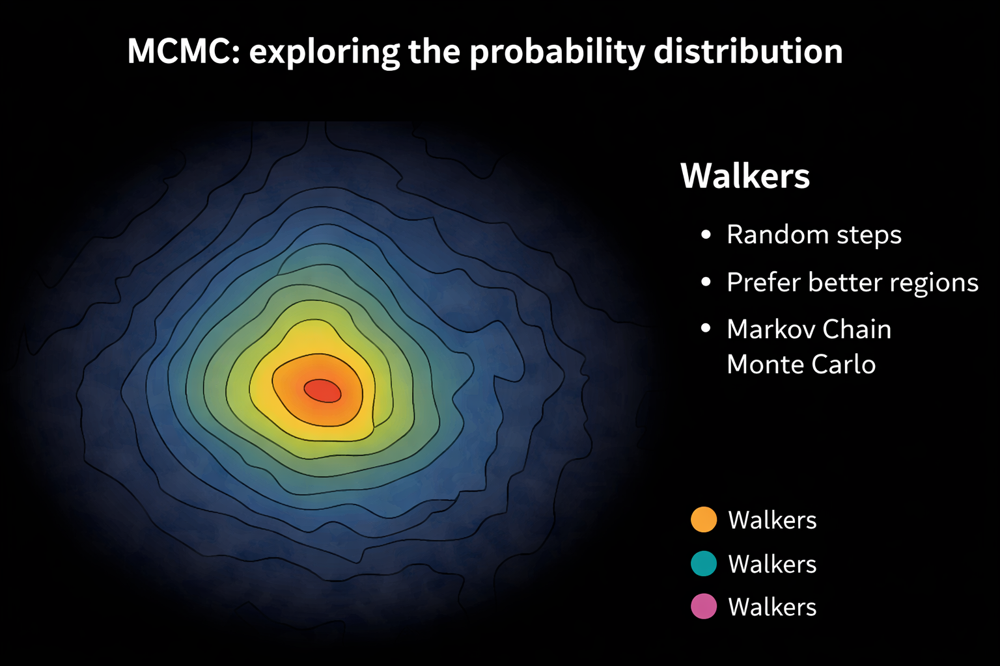 MCMC: exploring the probability distribution
Walkers
• Random steps
• Prefer better regions
• Markov Chain
Monte Carlo
Walkers
Walkers
Walkers